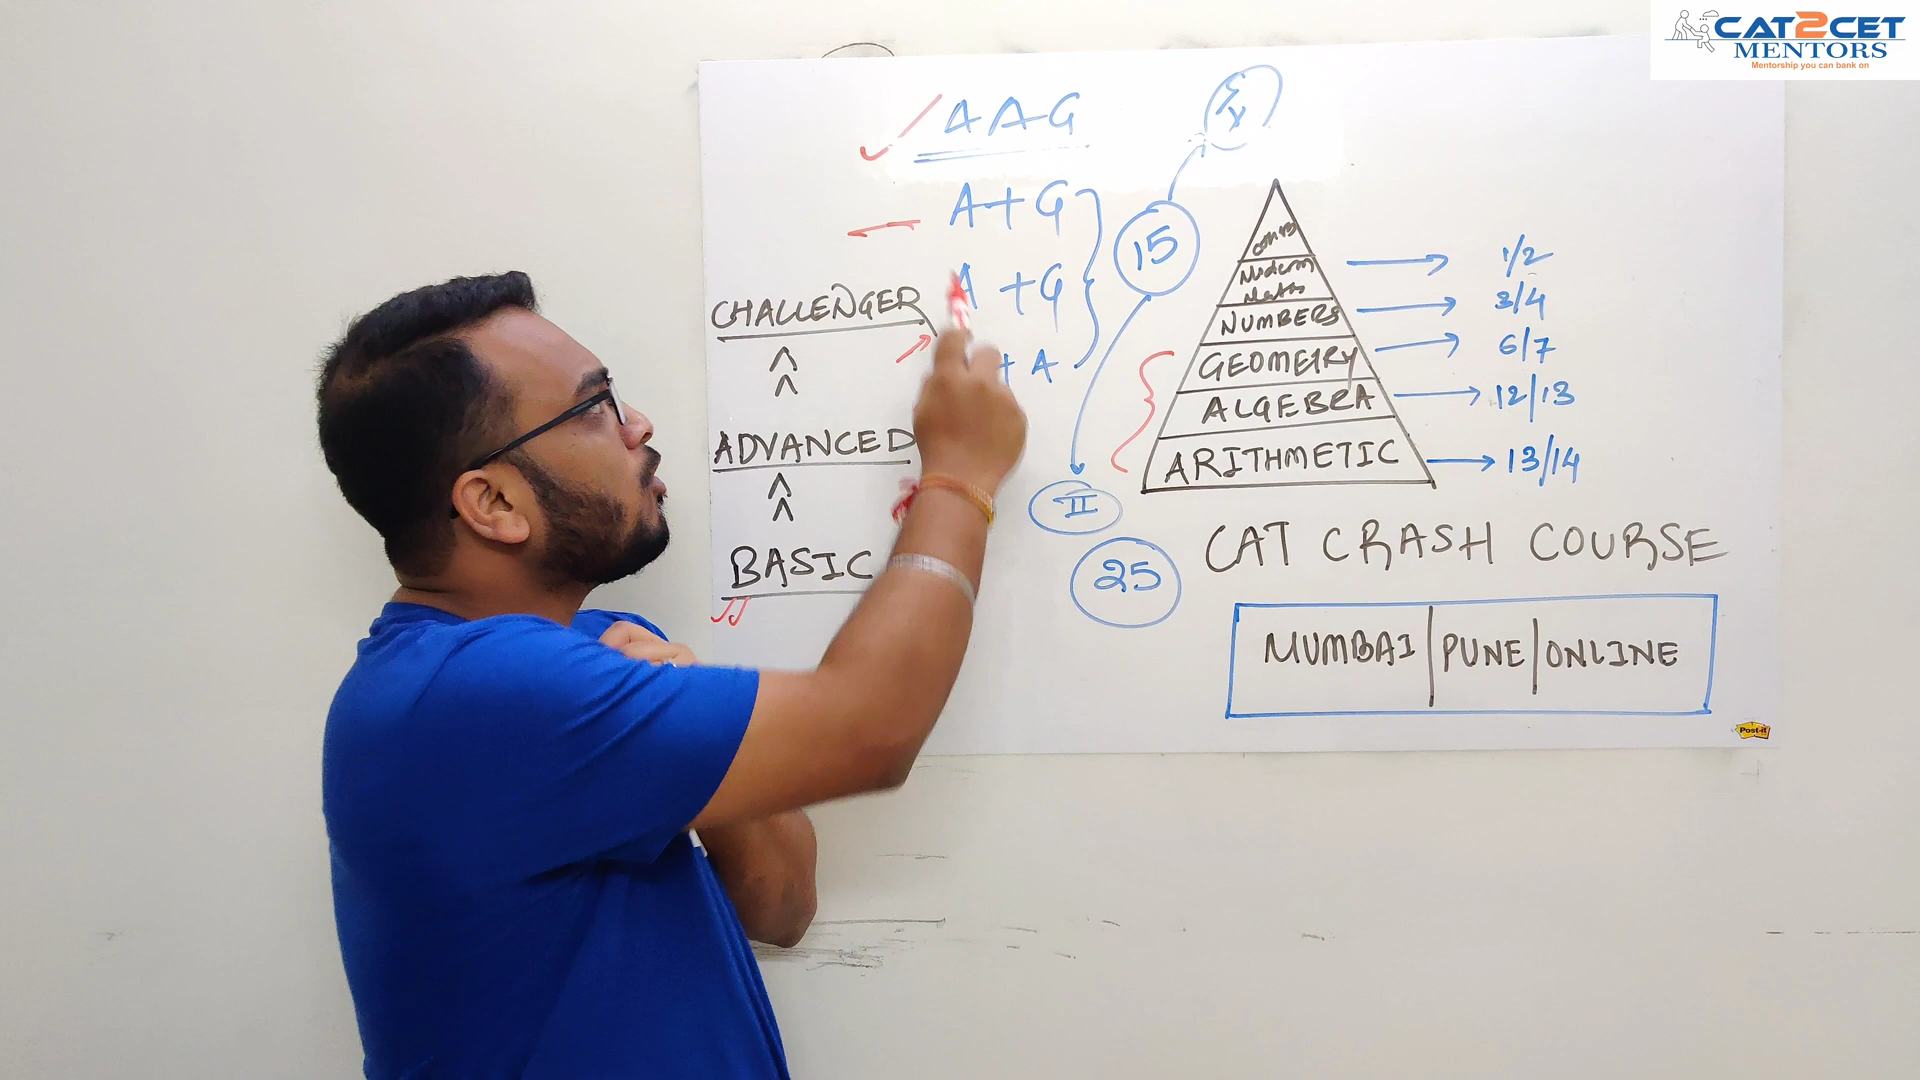 CAT2CET
MENTORS
Mentorship you can bank on
AAG
A+G
A+G
+ A
15
II
25
CHALLENGER
ADVANCED
BASIC
Modern
Maths
NUMBERS
GEOMETRY
ALGEBRA
ARITHMETIC
1/2
3/4
6/7
12/13
13/14
CAT CRASH COURSE
MUMBAI | PUNE | ONLINE
Post-it